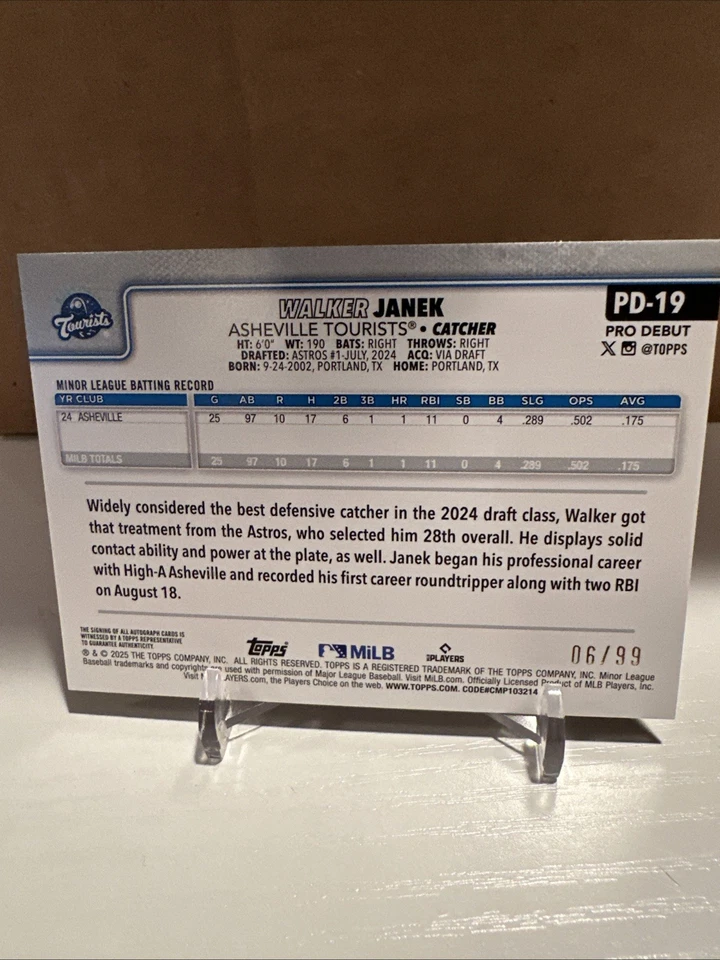 Tourists
WALKER JANEK
ASHEVILLE TOURISTS® • CATCHER
HT: 6'0" WT: 190 BATS: RIGHT THROWS: RIGHT
DRAFTED: ASTROS #1-JULY, 2024 ACQ: VIA DRAFT
BORN: 9-24-2002, PORTLAND, TX HOME: PORTLAND, TX
PD-19
PRO DEBUT
@TOPPS
MINOR LEAGUE BATTING RECORD
YR CLUB G AB R H 2B 3B HR RBI SB BB SLG OPS AVG
24 ASHEVILLE 25 97 10 17 6 1 1 11 0 4 .289 .502 .175
MiLB TOTALS 25 97 10 17 6 1 1 11 0 4 .289 .502 .175
Widely considered the best defensive catcher in the 2024 draft class, Walker got
that treatment from the Astros, who selected him 28th overall. He displays solid
contact ability and power at the plate, as well. Janek began his professional career
with High-A Asheville and recorded his first career roundtripper along with two RBI
on August 18.
THE SIGNING OF ALL AUTOGRAPH CARDS IS
WITNESSED BY A TOPPS REPRESENTATIVE
TO GUARANTEE AUTHENTICITY.
Topps MiLB PLAYERS
06/99
® & © 2025 THE TOPPS COMPANY, INC. ALL RIGHTS RESERVED. TOPPS IS A REGISTERED TRADEMARK OF THE TOPPS COMPANY, INC. Minor League
Baseball trademarks and copyrights are used with permission of Major League Baseball. Visit MiLB.com. Officially Licensed Product of MLB Players, Inc.
Visit AYERS.com, the Players Choice on the web. WWW.TOPPS.COM. CODE#CMP103214